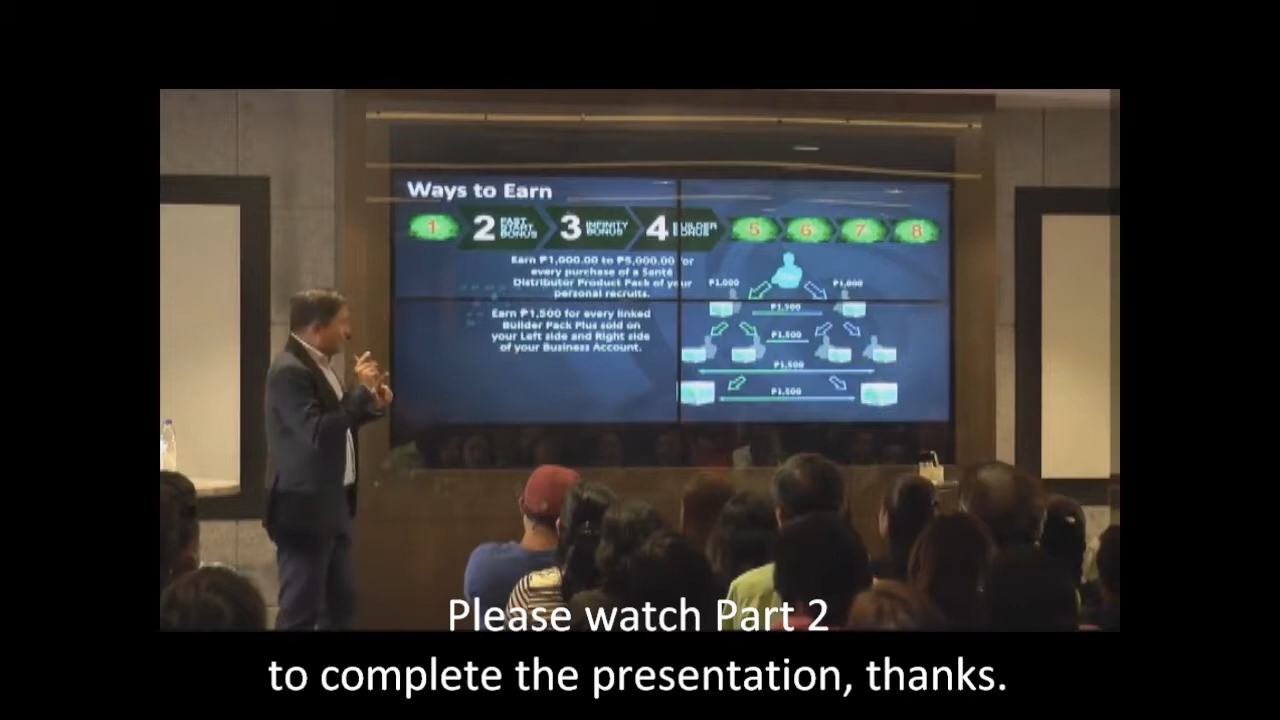 Ways to Earn
1 2 FAST START BONUS 3 INFINITY BONUS 4 BUILDER BONUS 5 6 7 8
Earn ₱1,000.00 to ₱5,000.00 for
every purchase of a Santé
Distributor Product Pack of your
personal recruits.
Earn ₱1,500 for every linked
Builder Pack Plus sold on
your Left side and Right side
of your Business Account.
₱1,000 ₱1,000
₱1,500
₱1,500
₱1,500
₱1,500
Please watch Part 2
to complete the presentation, thanks.